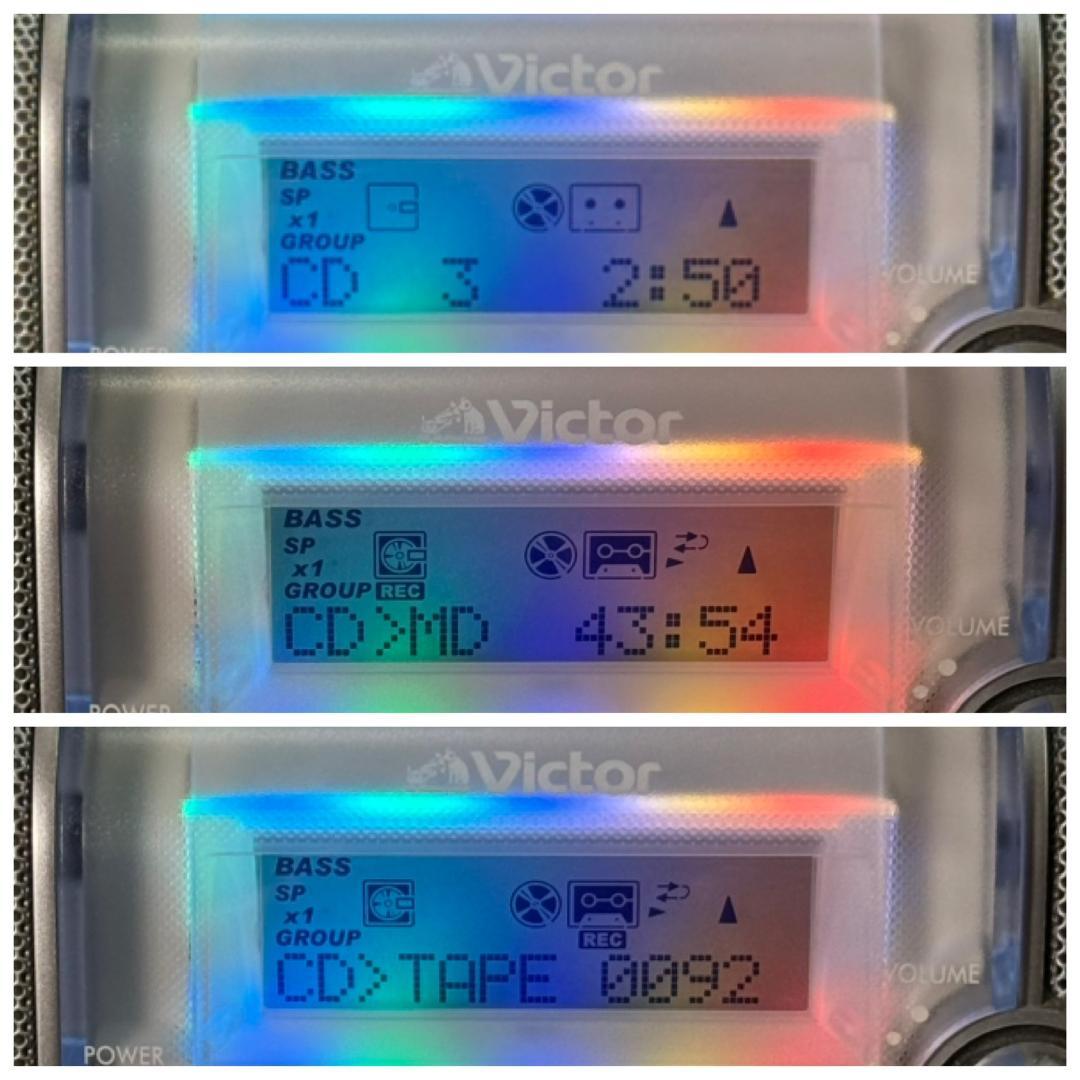 Victor
BASS
SP
x1
GROUP
CD 3 2:50
VOLUME
POWER
Victor
BASS
SP
x1
GROUP REC
CD>MD 43:54
VOLUME
POWER
Victor
BASS
SP
x1
GROUP REC
CD>TAPE 0092
VOLUME
POWER